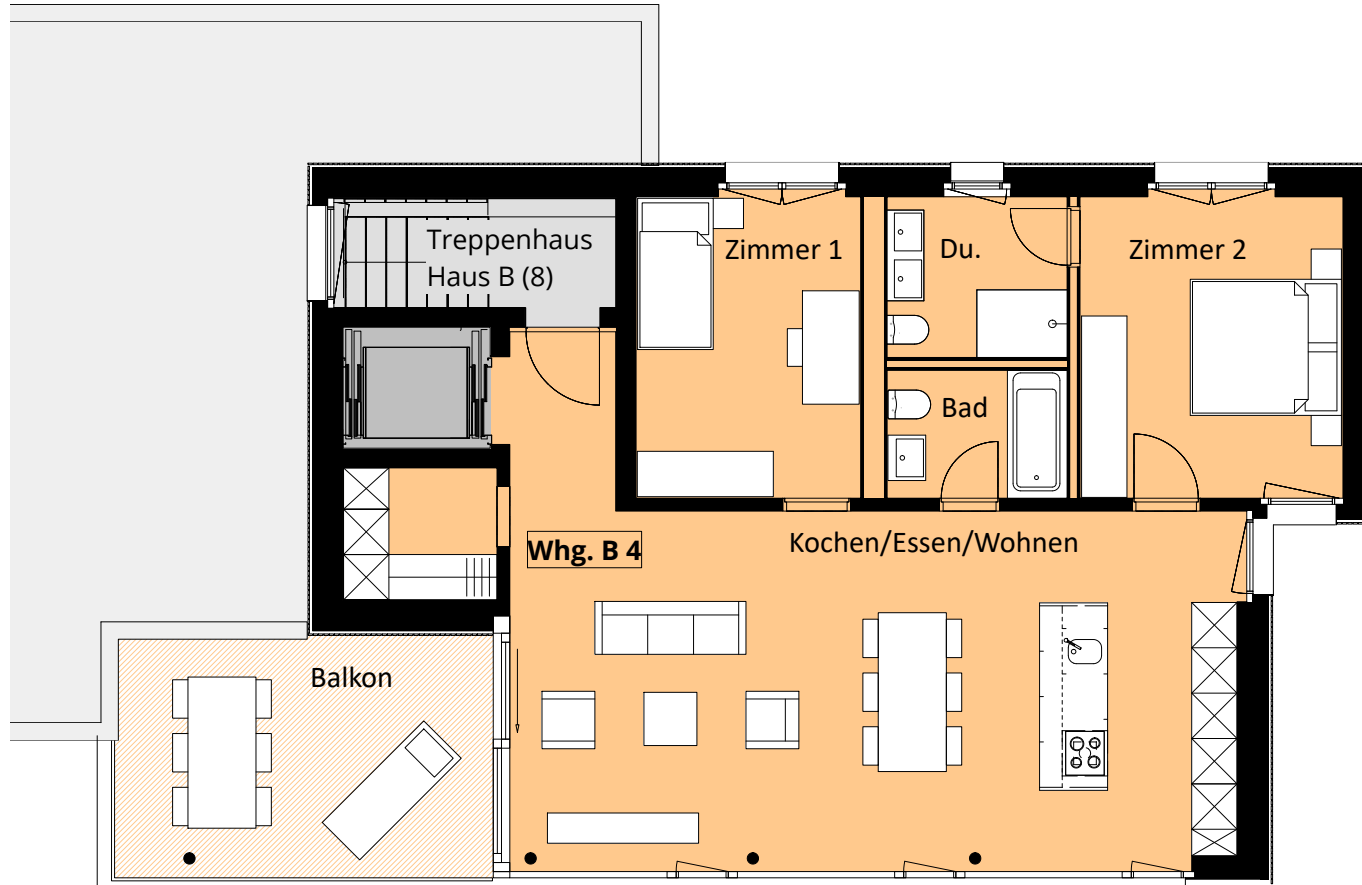 Treppenhaus
Haus B (8)
Zimmer 1
Du.
Zimmer 2
Bad
Whg. B 4
Kochen/Essen/Wohnen
Balkon